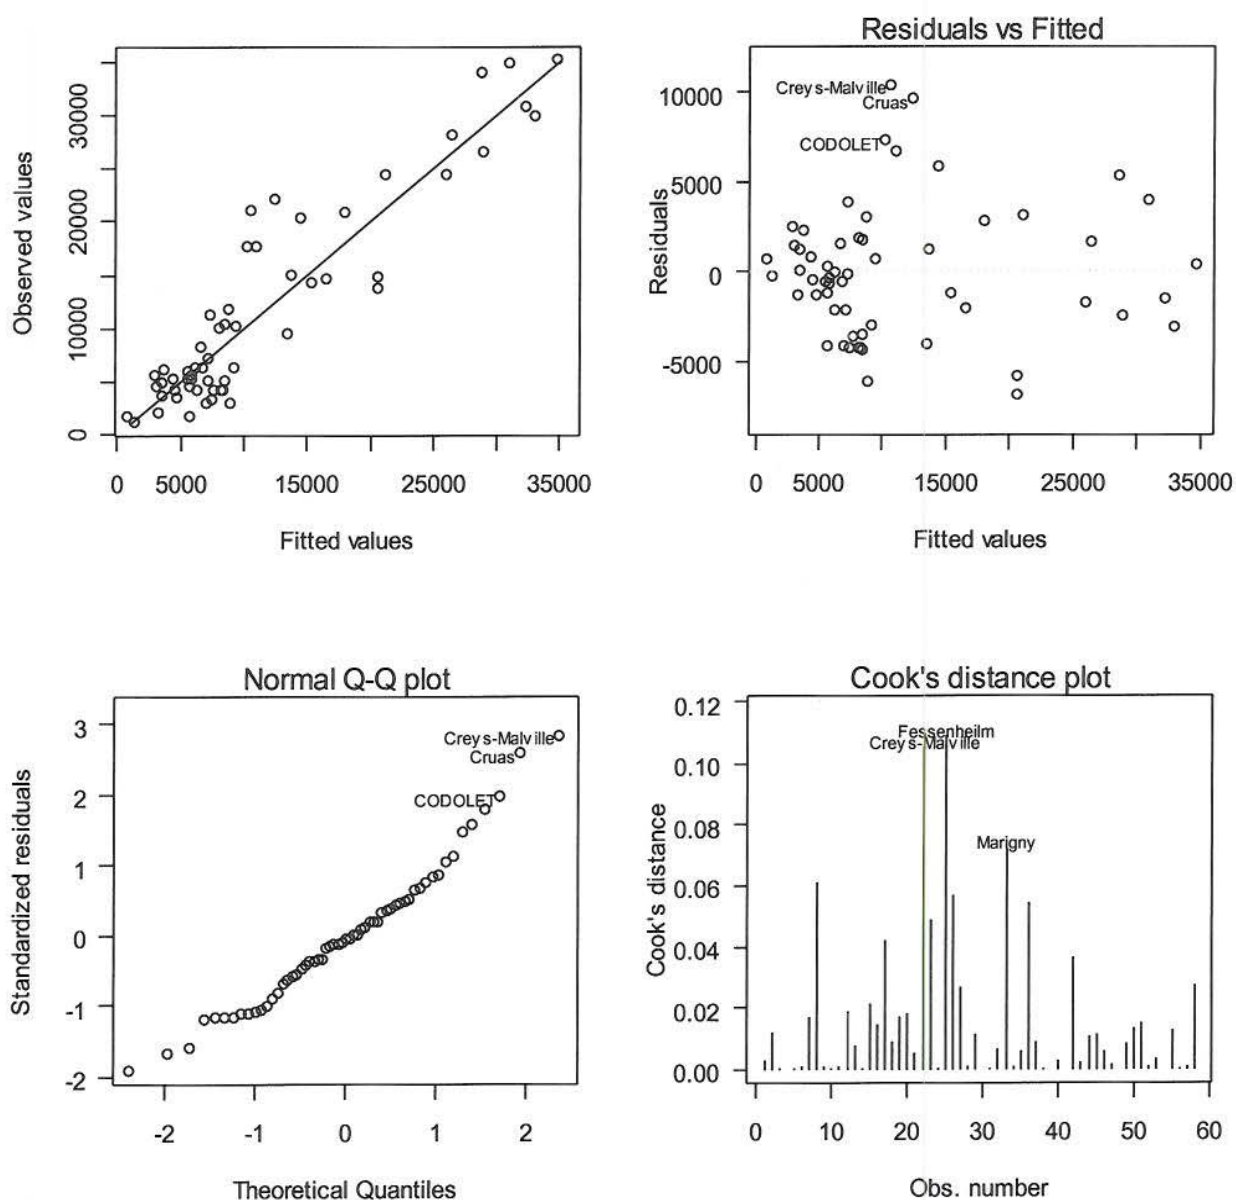 Observed values
30000
20000
10000
0
0 5000 15000 25000 35000
Fitted values
Residuals vs Fitted
Residuals
10000
5000
0
-5000
Creys-Malville
Cruas
CODOLET
0 5000 15000 25000 35000
Fitted values
Normal Q-Q plot
Standardized residuals
3
2
1
0
-1
-2
Creys-Malville
Cruas
CODOLET
-2 -1 0 1 2
Theoretical Quantiles
Cook's distance plot
Cook's distance
0.12
0.10
0.08
0.06
0.04
0.02
0.00
Fessenheilm
Creys-Malville
Marigny
0 10 20 30 40 50 60
Obs. number